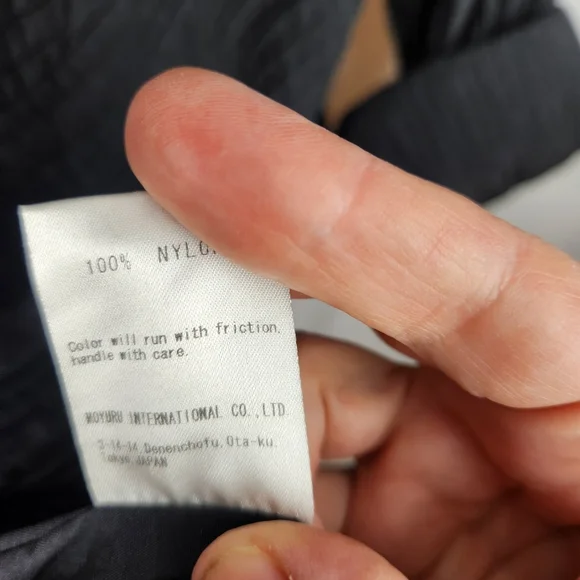 100% NYLO
Color will run with friction.
handle with care.
MOYURU INTERNATIONAL CO.,LTD.
3-14-14,Denenchofu,Ota-ku,
Tokyo,JAPAN